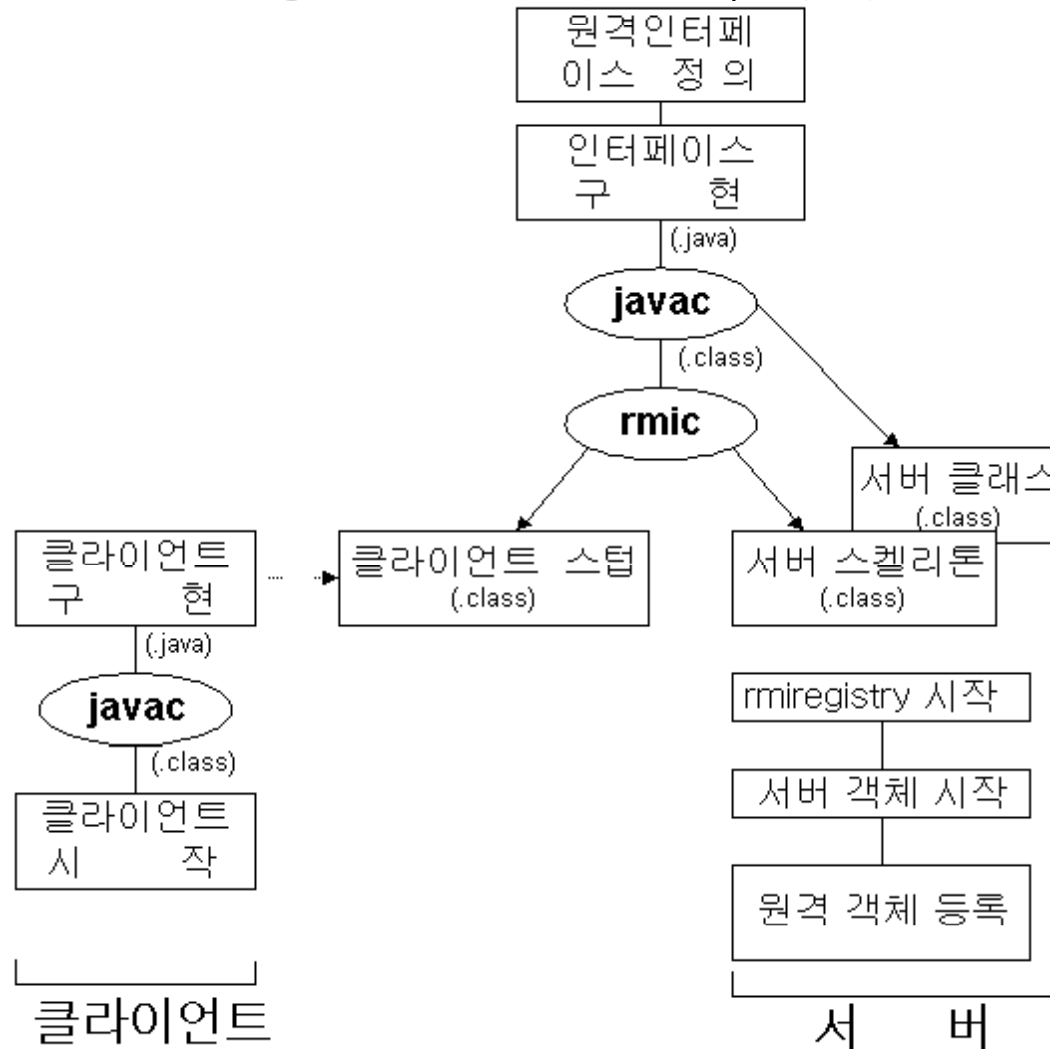 원격인터페
이스 정 의
인터페이스
구 현
(.java)
javac
(.class)
rmic
서버 클래스
(.class)
클라이언트
구 현
클라이언트 스텁
(.class)
서버 스켈리톤
(.class)
(.java)
javac
(.class)
클라이언트
시 작
rmiregistry 시작
서버 객체 시작
원격 객체 등록
클라이언트
서 버